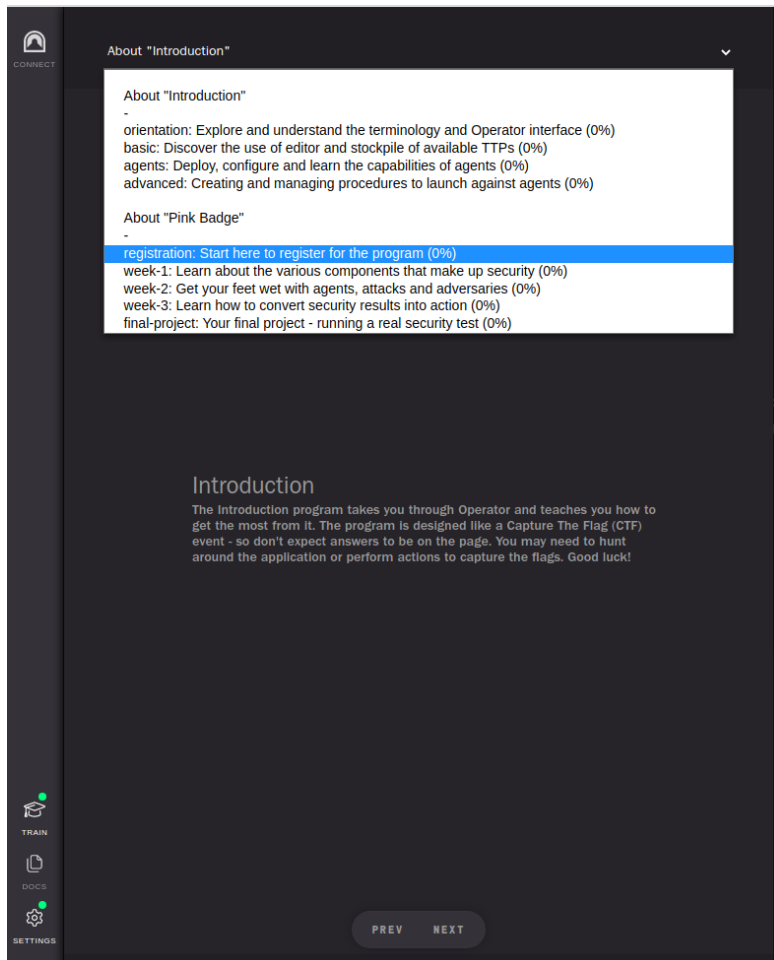 CONNECT
About "Introduction"
About "Introduction"
-
orientation: Explore and understand the terminology and Operator interface (0%)
basic: Discover the use of editor and stockpile of available TTPs (0%)
agents: Deploy, configure and learn the capabilities of agents (0%)
advanced: Creating and managing procedures to launch against agents (0%)
About "Pink Badge"
-
registration: Start here to register for the program (0%)
week-1: Learn about the various components that make up security (0%)
week-2: Get your feet wet with agents, attacks and adversaries (0%)
week-3: Learn how to convert security results into action (0%)
final-project: Your final project - running a real security test (0%)
Introduction
The Introduction program takes you through Operator and teaches you how to
get the most from it. The program is designed like a Capture The Flag (CTF)
event - so don't expect answers to be on the page. You may need to hunt
around the application or perform actions to capture the flags. Good luck!
TRAIN
DOCS
SETTINGS
PREV NEXT